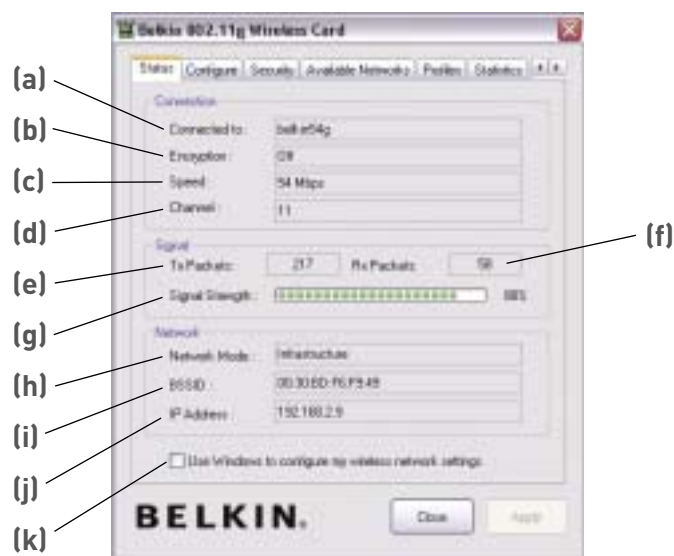 Belkin 802.11g Wireless Card
Status Configure Security Available Networks Profiles Statistics
(a)
Connection
Connected to: belkin54g
(b)
Encryption: Off
(c)
Speed: 54 Mbps
(d)
Channel: 11
Signal
(e)
Tx Packets: 217 Rx Packets: 58
(f)
(g)
Signal Strength:
Network
(h)
Network Mode: Infrastructure
(i)
BSSID:
(j)
IP Address: 192.168.2.9
(k)
Use Windows to configure my wireless network settings
BELKIN.
Close Apply